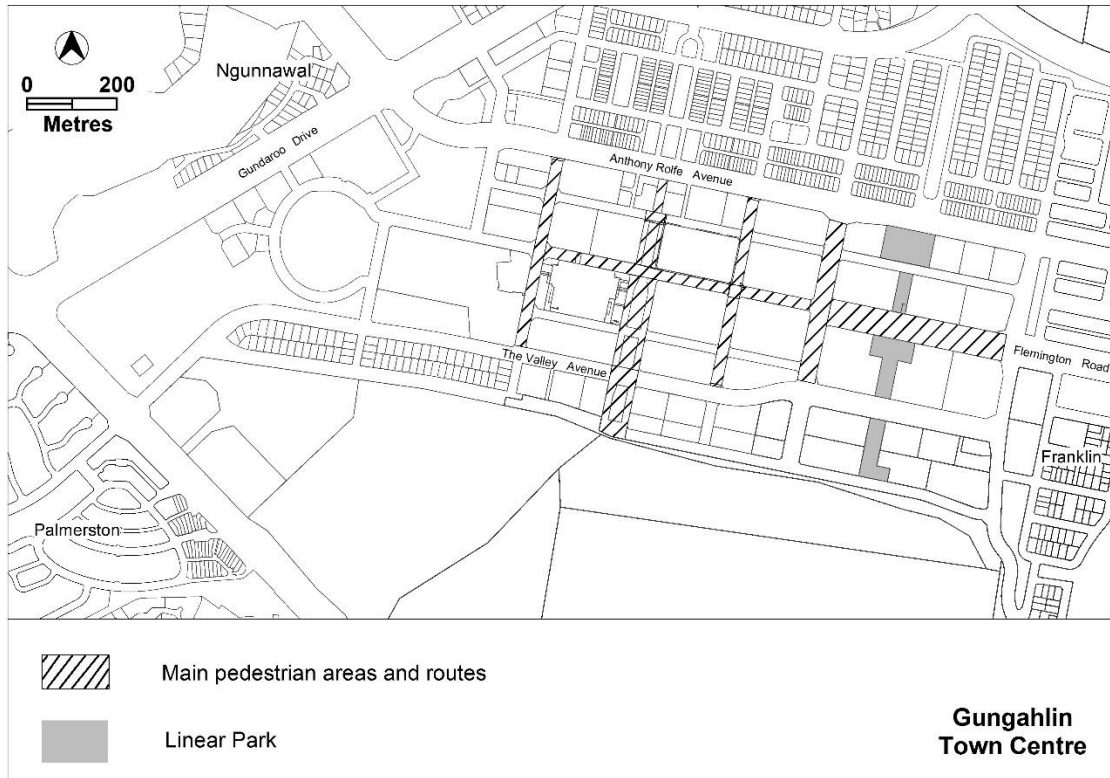 Ngunnawal
0 200
Metres
Gundaroo Drive
Anthony Rolfe Avenue
The Valley Avenue
Flemington Road
Franklin
Palmerston
Main pedestrian areas and routes
Linear Park
Gungahlin
Town Centre